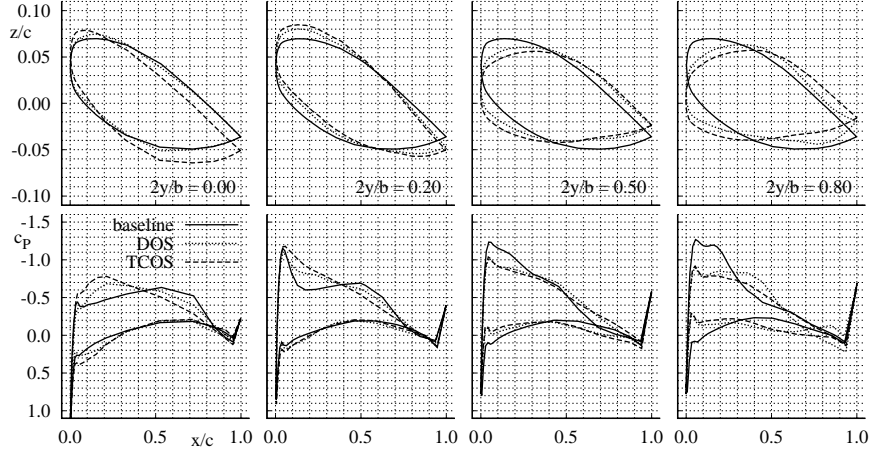 0.10
z/c
0.05
0.00
-0.05
-0.10
2y/b = 0.00
2y/b = 0.20
2y/b = 0.50
2y/b = 0.80
-1.5
cP
-1.0
-0.5
0.0
0.5
1.0
baseline
DOS
TCOS
0.0 0.5 1.0
x/c
0.0 0.5 1.0
0.0 0.5 1.0
0.0 0.5 1.0